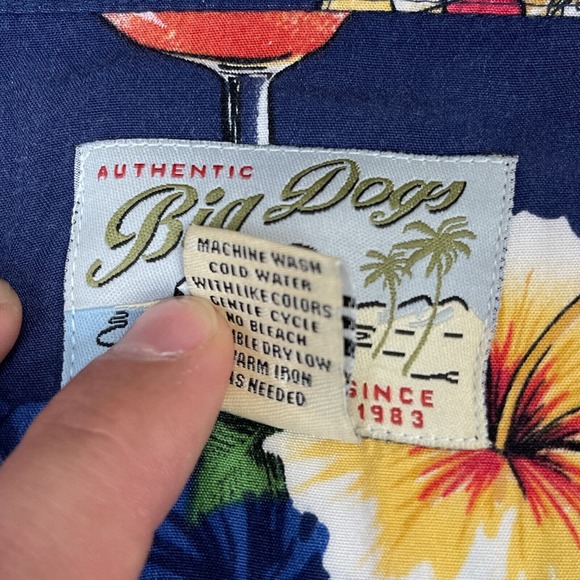 AUTHENTIC
Big Dogs
MACHINE WASH
COLD WATER
WITH LIKE COLORS
GENTLE CYCLE
NO BLEACH
DRY LOW
IRON
NEEDED
SINCE
1983